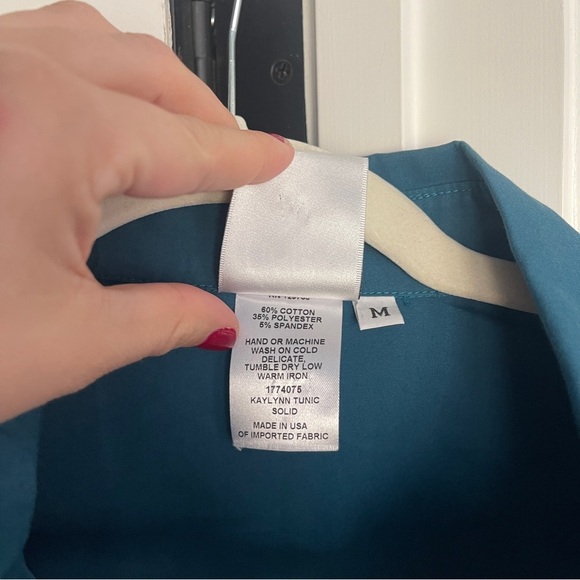 60% COTTON
35% POLYESTER
5% SPANDEX
M
HAND OR MACHINE
WASH ON COLD
DELICATE,
TUMBLE DRY LOW
WARM IRON
1774075
KAYLYNN TUNIC
SOLID
MADE IN USA
OF IMPORTED FABRIC